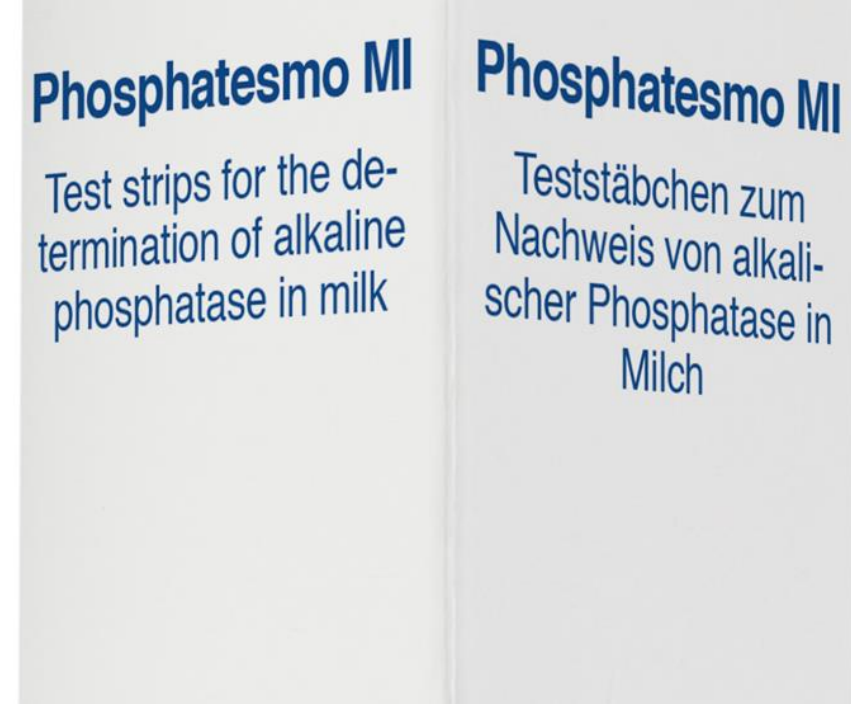 Phosphatesmo MI
Test strips for the de-
termination of alkaline
phosphatase in milk
Phosphatesmo MI
Teststäbchen zum
Nachweis von alkali-
scher Phosphatase in
Milch